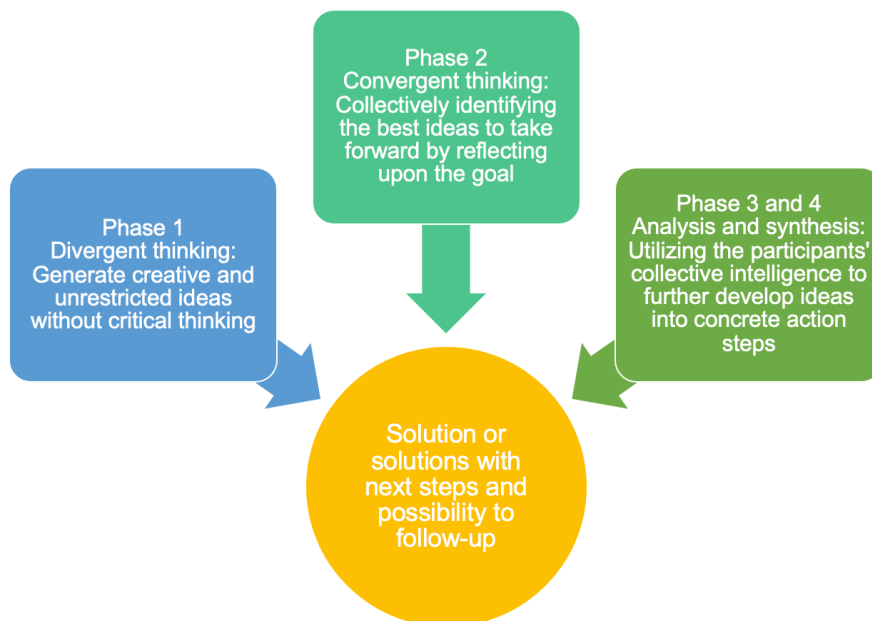 Phase 1
Divergent thinking:
Generate creative and
unrestricted ideas
without critical thinking
Phase 2
Convergent thinking:
Collectively identifying
the best ideas to take
forward by reflecting
upon the goal
Phase 3 and 4
Analysis and synthesis:
Utilizing the participants'
collective intelligence to
further develop ideas
into concrete action
steps
Solution or
solutions with
next steps and
possibility to
follow-up